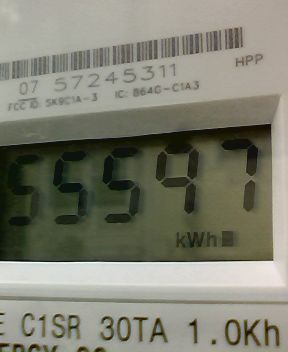 07 57245311 HPP
FCC ID: SK9C1A-3 IC: 864G-C1A3
55597
kWh
E C1SR 30TA 1.0Kh